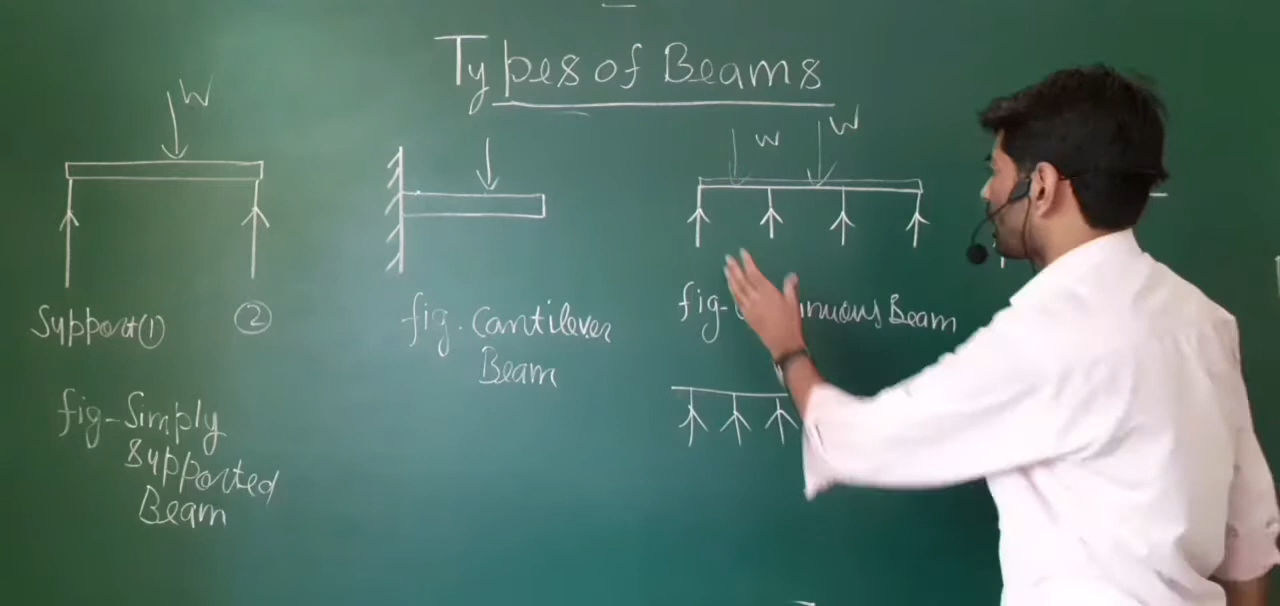 Types of Beams
W
Support(1)
②
fig-Simply
Supported
Beam
fig. Cantilever
Beam
W
W
fig- Beam